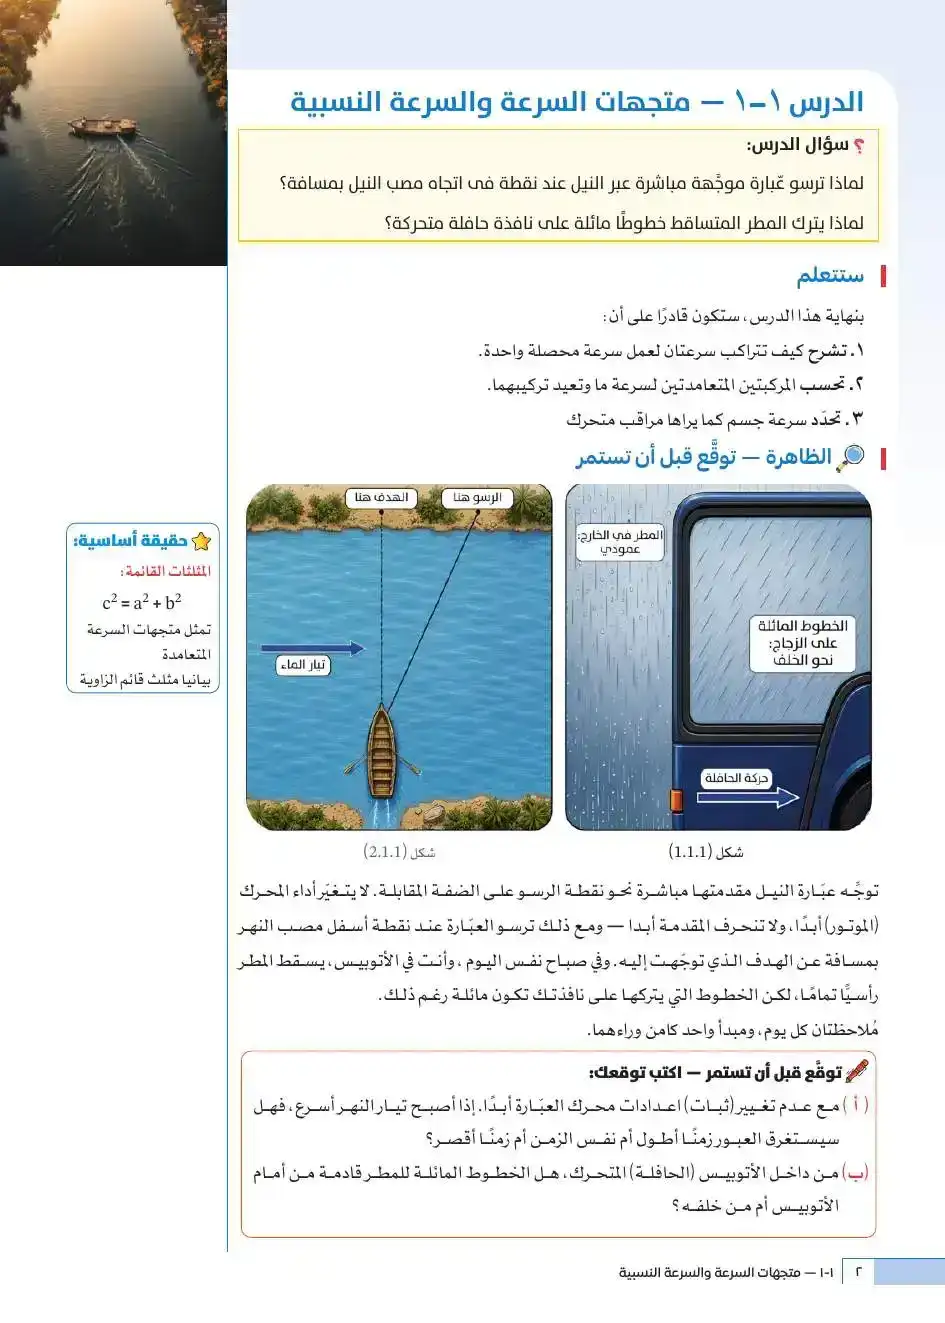 الدرس ١-١ — متجهات السرعة والسرعة النسبية
؟ سؤال الدرس:
لماذا ترسو عّبارة موجَّهة مباشرة عبر النيل عند نقطة فى اتجاه مصب النيل بمسافة؟
لماذا يترك المطر المتساقط خطوطًا مائلة على نافذة حافلة متحركة؟
ستتعلم
بنهاية هذا الدرس، ستكون قادرًا على أن:
١. تشرح كيف تتراكب سرعتان لعمل سرعة محصلة واحدة.
٢. تحسب المركبتين المتعامدتين لسرعة ما وتعيد تركيبهما.
٣. تحدّد سرعة جسم كما يراها مراقب متحرك
الظاهرة — توقَّع قبل أن تستمر
المطر في الخارج:
عمودي
الخطوط المائلة
على الزجاج:
نحو الخلف
حركة الحافلة
شكل (1.1.1)
الهدف هنا
الرسو هنا
تيار الماء
شكل (2.1.1)
حقيقة أساسية:
المثلثات القائمة:
c² = a² + b²
تمثل متجهات السرعة
المتعامدة
بيانيا مثلث قائم الزاوية
توجِّه عبّارة النيل مقدمتها مباشرة نحو نقطة الرسو على الضفة المقابلة. لا يتغيّر أداء المحرك
(الموتور) أبدًا، ولا تنحرف المقدمة أبدا — ومع ذلك ترسو العبّارة عند نقطة أسفل مصب النهر
بمسافة عن الهدف الذي توجّهت إليه. وفي صباح نفس اليوم، وأنت في الأتوبيس، يسقط المطر
رأسيًّا تمامًا، لكن الخطوط التي يتركها على نافذتك تكون مائلة رغم ذلك.
مُلاحظتان كل يوم، ومبدأ واحد كامن وراءهما.
توقَّع قبل أن تستمر — اكتب توقعك:
(أ) مع عدم تغيير (ثبات) اعدادات محرك العبّارة أبدًا. إذا أصبح تيار النهر أسرع، فهل
سيستغرق العبور زمنًا أطول أم نفس الزمن أم زمنًا أقصر؟
(ب) من داخل الأتوبيس (الحافلة) المتحرك، هل الخطوط المائلة للمطر قادمة من أمام
الأتوبيس أم من خلفه؟
٢
١-١ — متجهات السرعة والسرعة النسبية